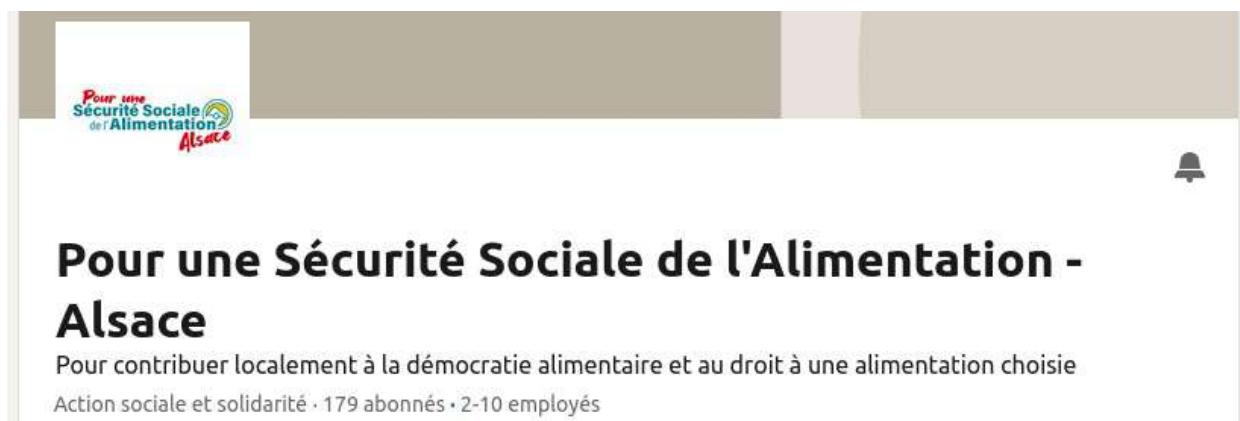 Pour une
Sécurité Sociale
de l'Alimentation
Alsace
Pour une Sécurité Sociale de l'Alimentation -
Alsace
Pour contribuer localement à la démocratie alimentaire et au droit à une alimentation choisie
Action sociale et solidarité · 179 abonnés • 2-10 employés